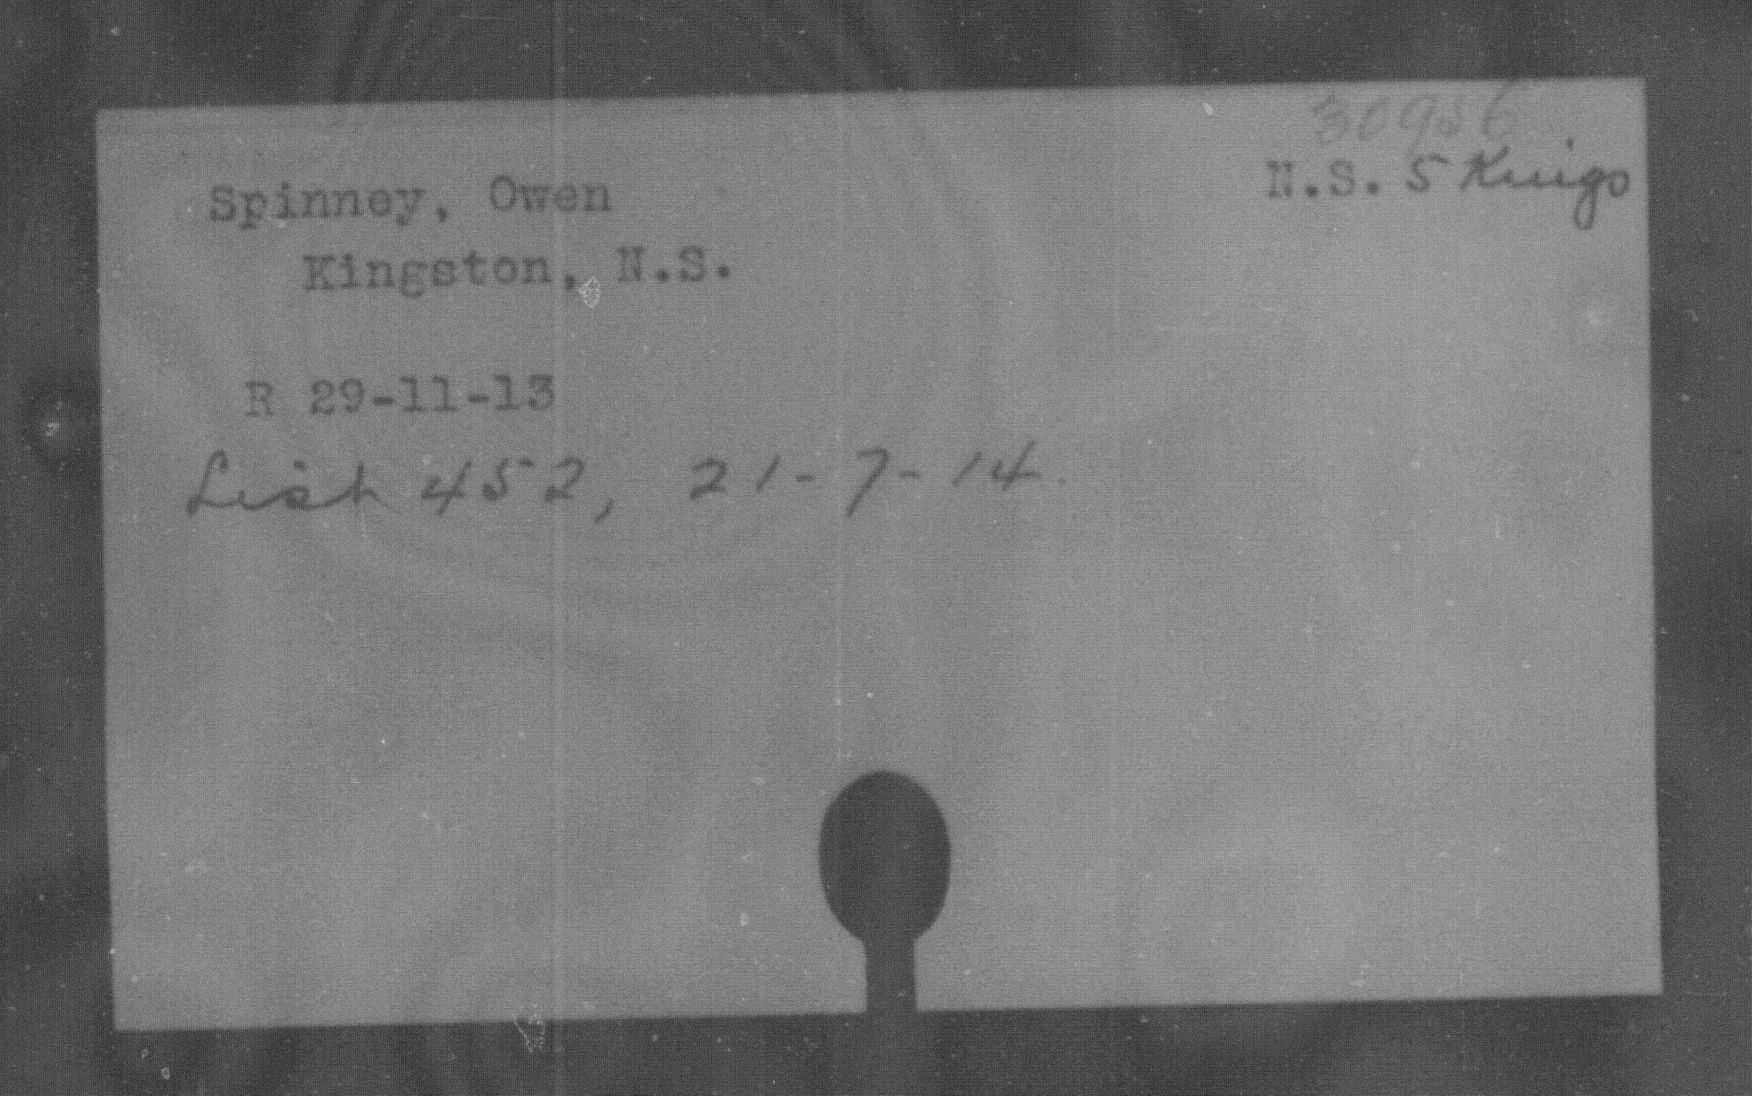 30956
N.S. 5 Kings
Spinney, Owen
Kingston, N.S.
R 29-11-13
List 452, 21-7-14.